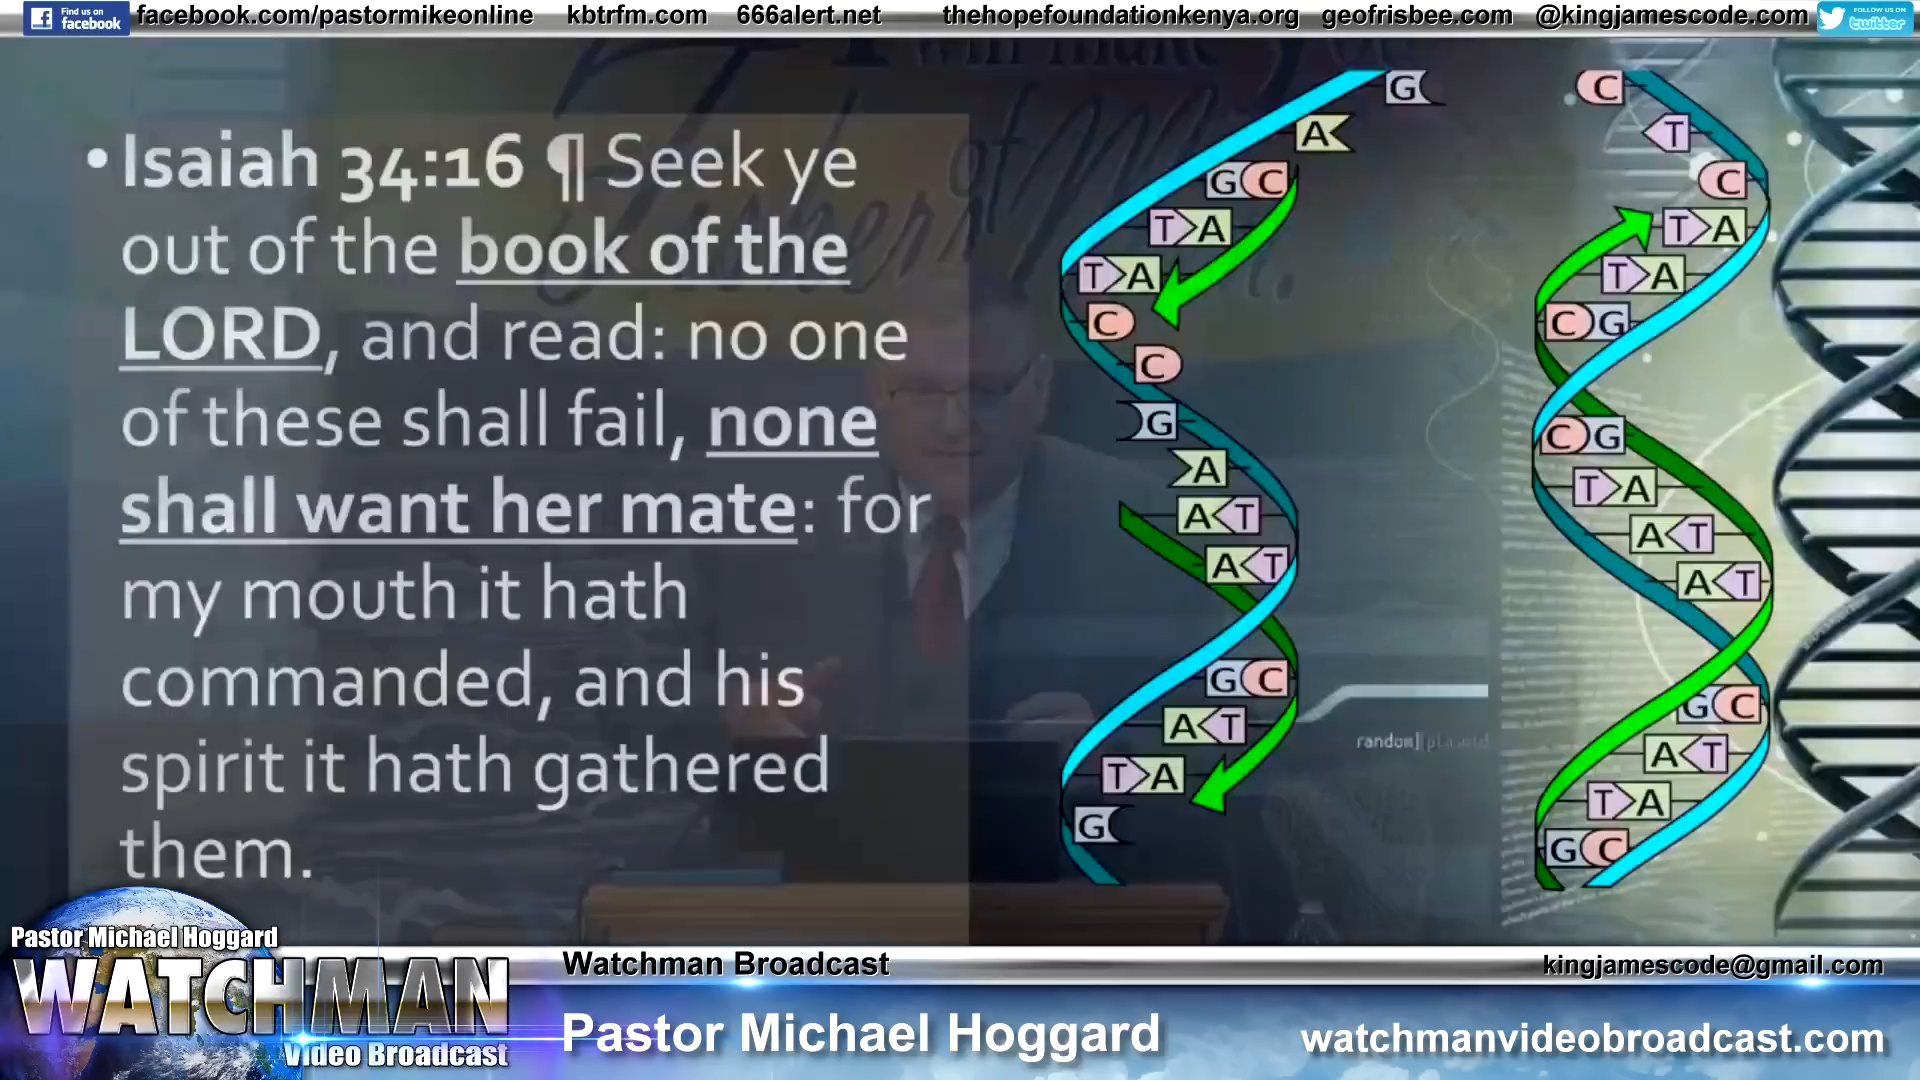 Find us on
facebook
facebook.com/pastormikeonline kbtrfm.com 666alert.net thehopefoundationkenya.org geofrisbee.com @kingjamescode.com
FOLLOW US ON
twitter
• Isaiah 34:16 ¶ Seek ye
out of the book of the
LORD, and read: no one
of these shall fail, none
shall want her mate: for
my mouth it hath
commanded, and his
spirit it hath gathered
them.
G
A
G C
T A
T A
C
C
G
A
A T
A T
G C
A T
T A
G
C
T
C
T A
T A
C G
C G
T A
A T
A T
G C
A T
T A
G C
Pastor Michael Hoggard
WATCHMAN
Video Broadcast
Watchman Broadcast
kingjamescode@gmail.com
Pastor Michael Hoggard
watchmanvideobroadcast.com